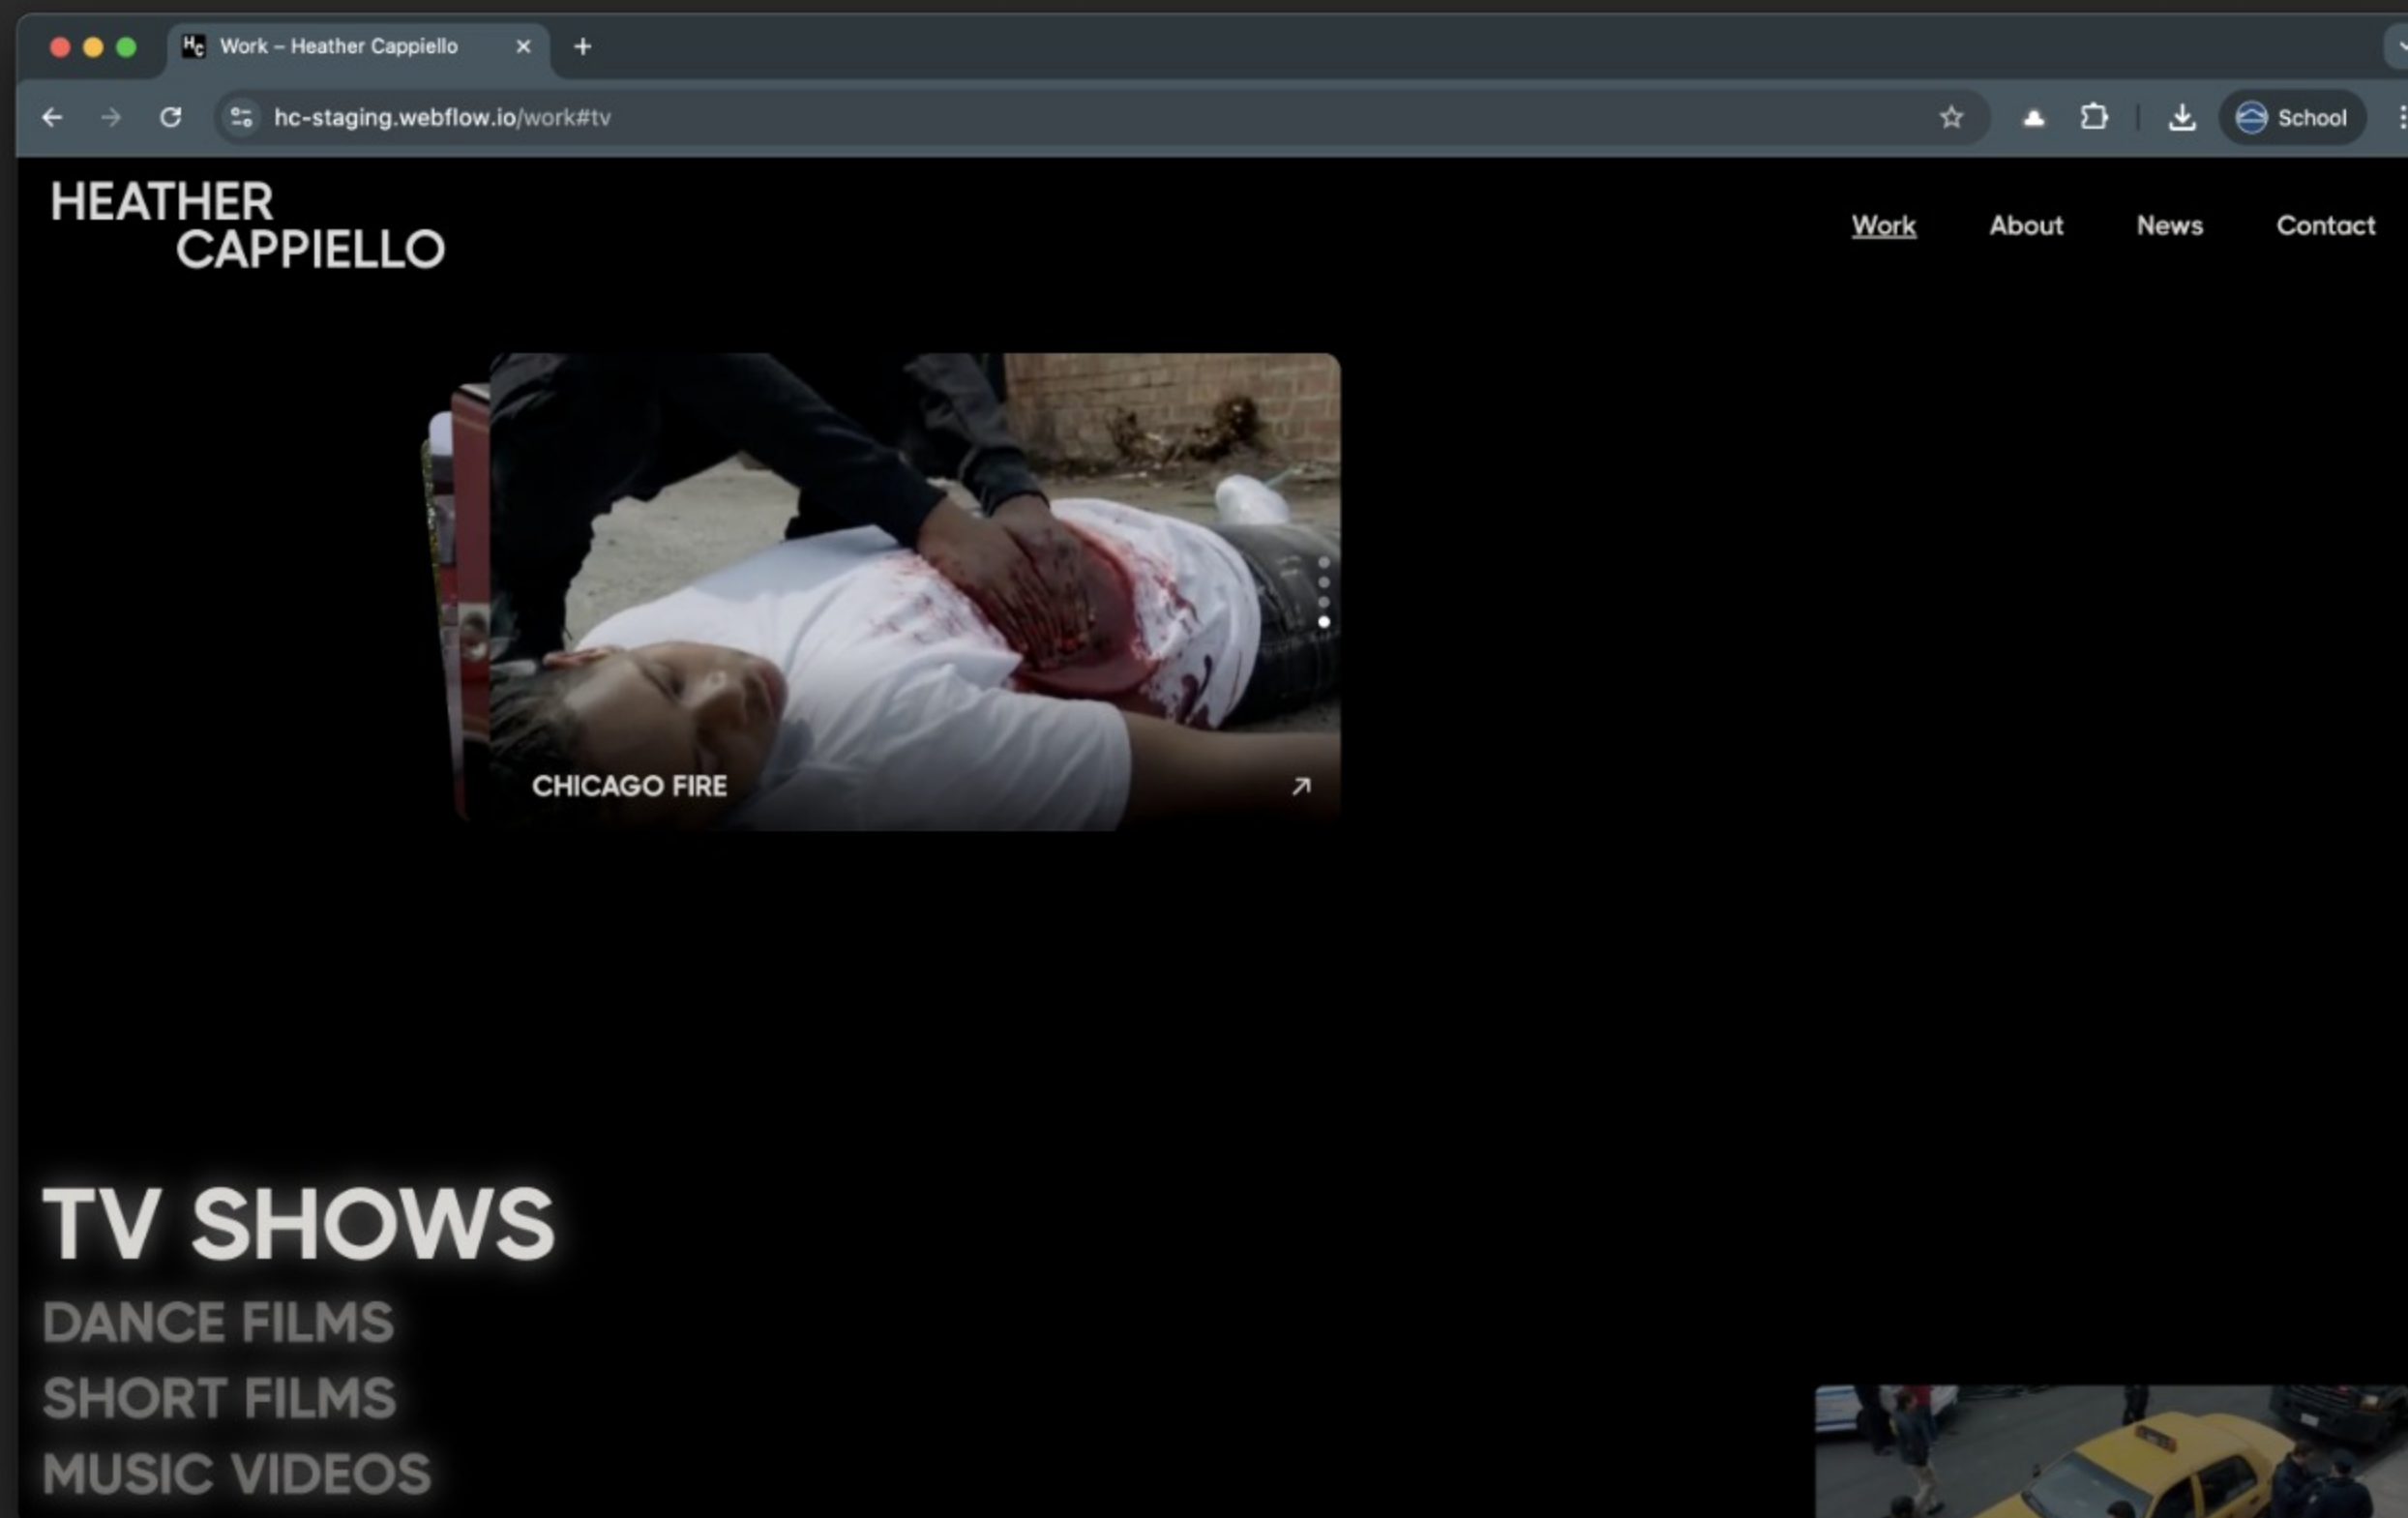 Work – Heather Cappiello
hc-staging.webflow.io/work#tv
School
HEATHER
CAPPIELLO
Work About News Contact
CHICAGO FIRE
TV SHOWS
DANCE FILMS
SHORT FILMS
MUSIC VIDEOS